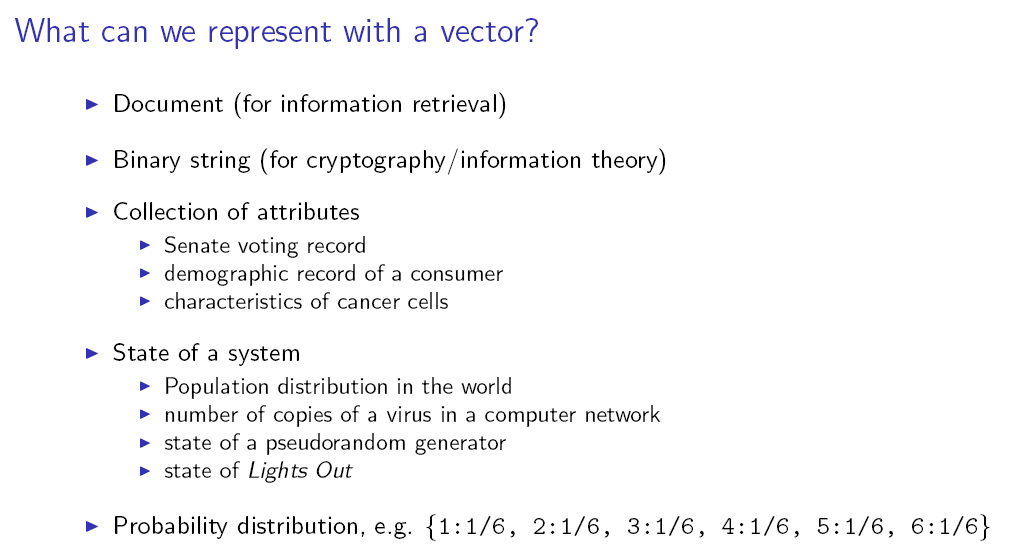 What can we represent with a vector?
Document (for information retrieval)
Binary string (for cryptography/information theory)
Collection of attributes
Senate voting record
demographic record of a consumer
characteristics of cancer cells
State of a system
Population distribution in the world
number of copies of a virus in a computer network
state of a pseudorandom generator
state of Lights Out
Probability distribution, e.g. {1:1/6, 2:1/6, 3:1/6, 4:1/6, 5:1/6, 6:1/6}